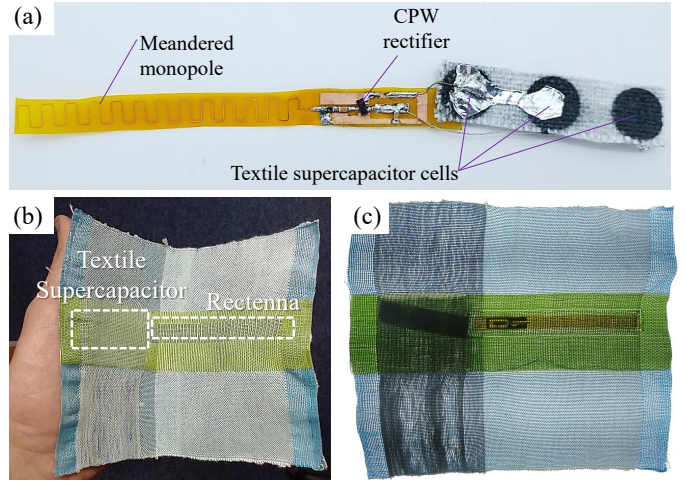 (a)
CPW
rectifier
Meandered
monopole
Textile supercapacitor cells
(b)
Textile
Supercapacitor
Rectenna
(c)